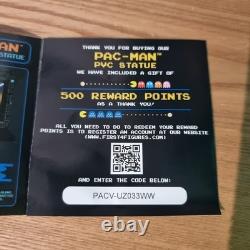 MAN™
STATUE
THANK YOU FOR BUYING OUR
PAC-MAN™
PVC STATUE
WE HAVE INCLUDED A GIFT OF
500 REWARD POINTS
AS A THANK YOU!
ALL YOU NEED TO DO TO REDEEM YOUR REWARD
POINTS IS TO REGISTER AN ACCOUNT AT OUR WEBSITE
(WWW.FIRST4FIGURES.COM)
AND ENTER THE CODE BELOW:
PACV-UZ033WW